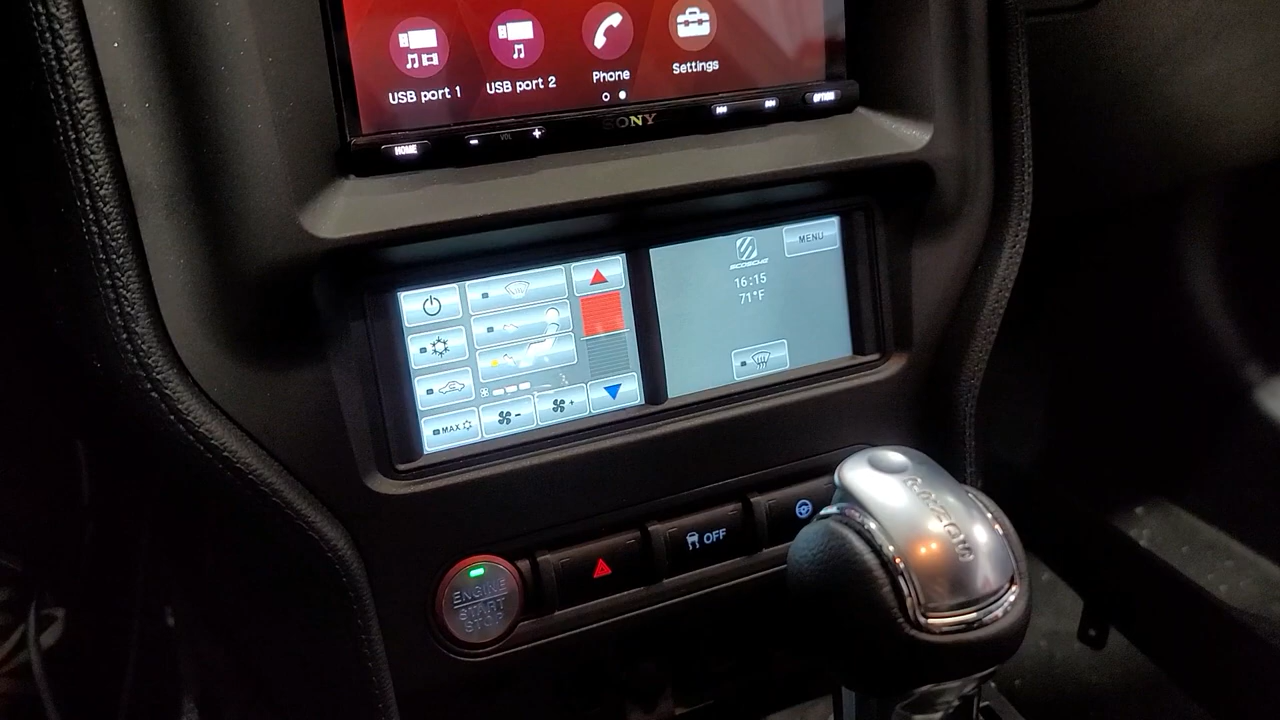 USB port 1
USB port 2
Phone
Settings
HOME
VOL
+
SONY
OPTION
SCOSCHE
MENU
16:15
71°F
MAX
-
+
ENGINE
START
STOP
OFF